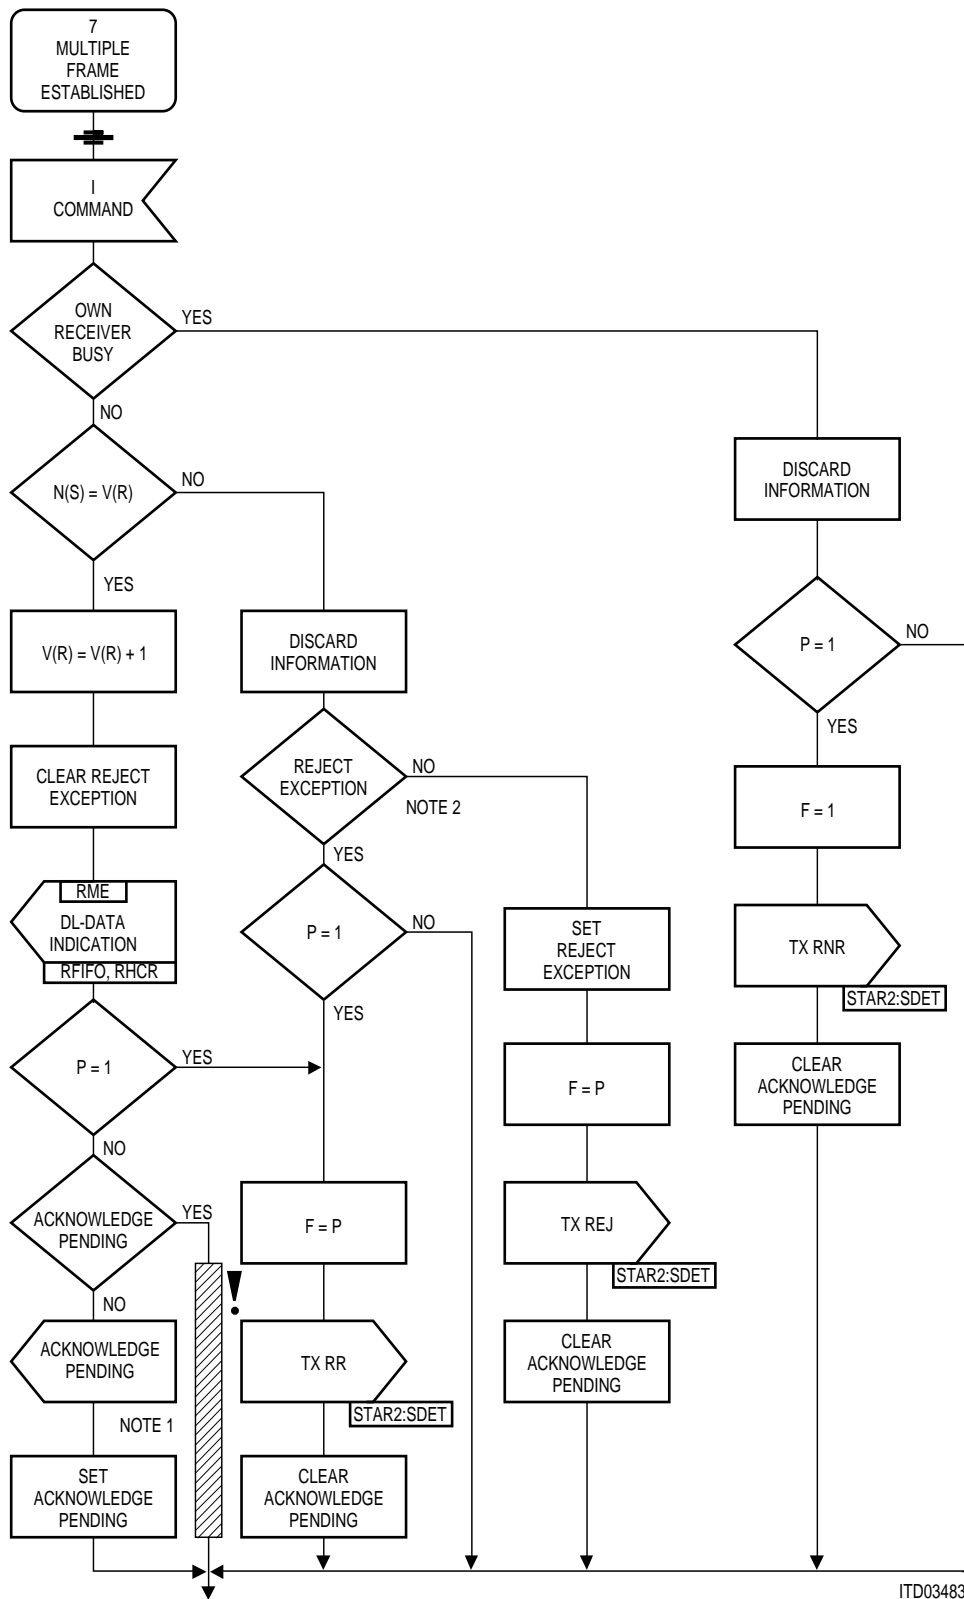 7
MULTIPLE
FRAME
ESTABLISHED
I
COMMAND
OWN
RECEIVER
BUSY
YES
NO
N(S) = V(R)
NO
YES
DISCARD
INFORMATION
P = 1
NO
YES
V(R) = V(R) + 1
DISCARD
INFORMATION
CLEAR REJECT
EXCEPTION
REJECT
EXCEPTION
NO
NOTE 2
YES
F = 1
RME
DL-DATA
INDICATION
RFIFO, RHCR
P = 1
NO
YES
SET
REJECT
EXCEPTION
TX RNR
STAR2:SDET
P = 1
YES
NO
F = P
CLEAR
ACKNOWLEDGE
PENDING
ACKNOWLEDGE
PENDING
YES
NO
F = P
TX REJ
STAR2:SDET
!
ACKNOWLEDGE
PENDING
NOTE 1
TX RR
STAR2:SDET
CLEAR
ACKNOWLEDGE
PENDING
SET
ACKNOWLEDGE
PENDING
CLEAR
ACKNOWLEDGE
PENDING
ITD03483